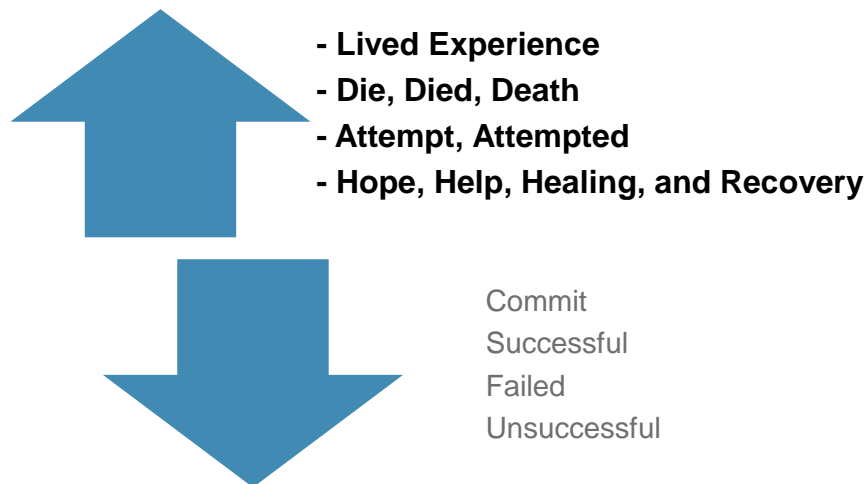 - Lived Experience
- Die, Died, Death
- Attempt, Attempted
- Hope, Help, Healing, and Recovery
Commit
Successful
Failed
Unsuccessful